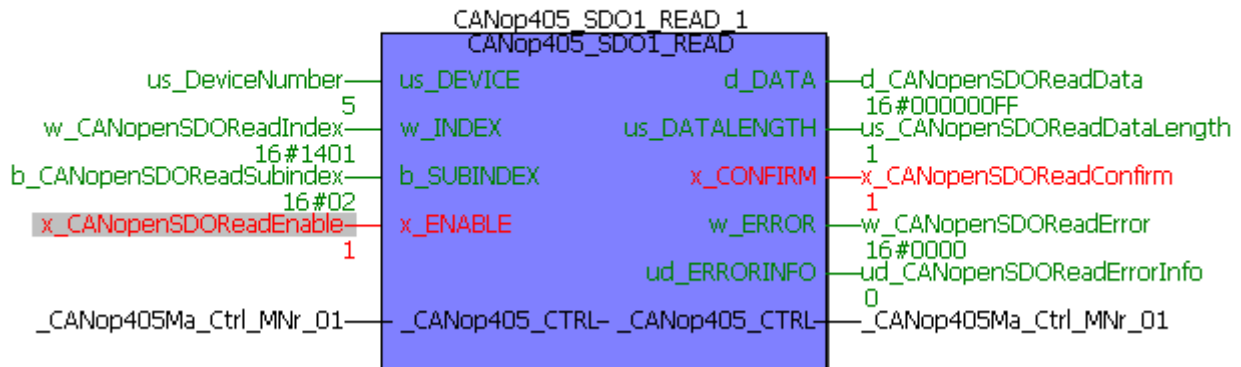 CANop405_SDO1_READ_1
CANop405_SDO1_READ
us_DeviceNumber us_DEVICE d_DATA d_CANopenSDOReadData
5 16#000000FF
w_CANopenSDOReadIndex w_INDEX us_DATALENGTH us_CANopenSDOReadDataLength
16#1401 1
b_CANopenSDOReadSubindex b_SUBINDEX x_CONFIRM x_CANopenSDOReadConfirm
16#02 1
x_CANopenSDOReadEnable x_ENABLE w_ERROR w_CANopenSDOReadError
1 16#0000
ud_ERRORINFO ud_CANopenSDOReadErrorInfo
0
_CANop405Ma_Ctrl_MNr_01 _CANop405_CTRL _CANop405_CTRL _CANop405Ma_Ctrl_MNr_01